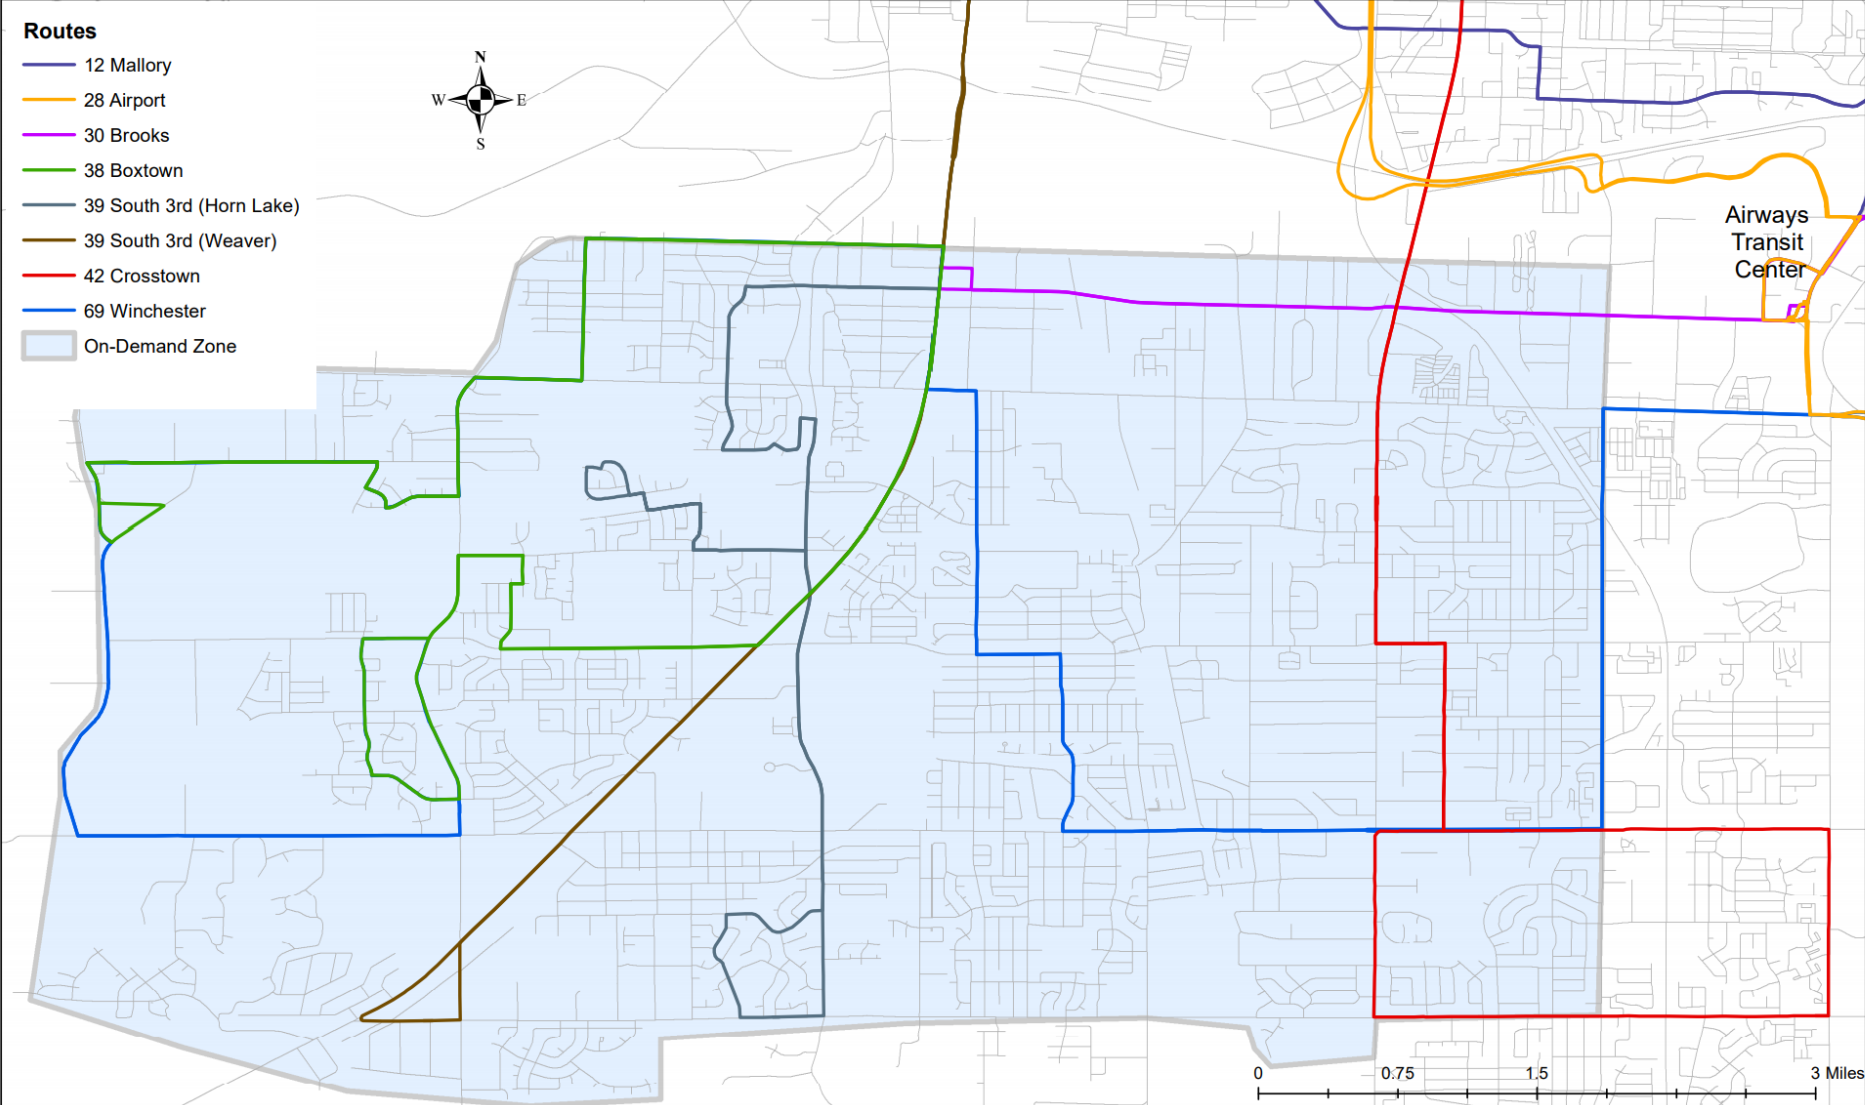 Routes
12 Mallory
28 Airport
30 Brooks
38 Boxtown
39 South 3rd (Horn Lake)
39 South 3rd (Weaver)
42 Crosstown
69 Winchester
On-Demand Zone
N
W E
S
Airways
Transit
Center
0 0.75 1.5 3 Miles